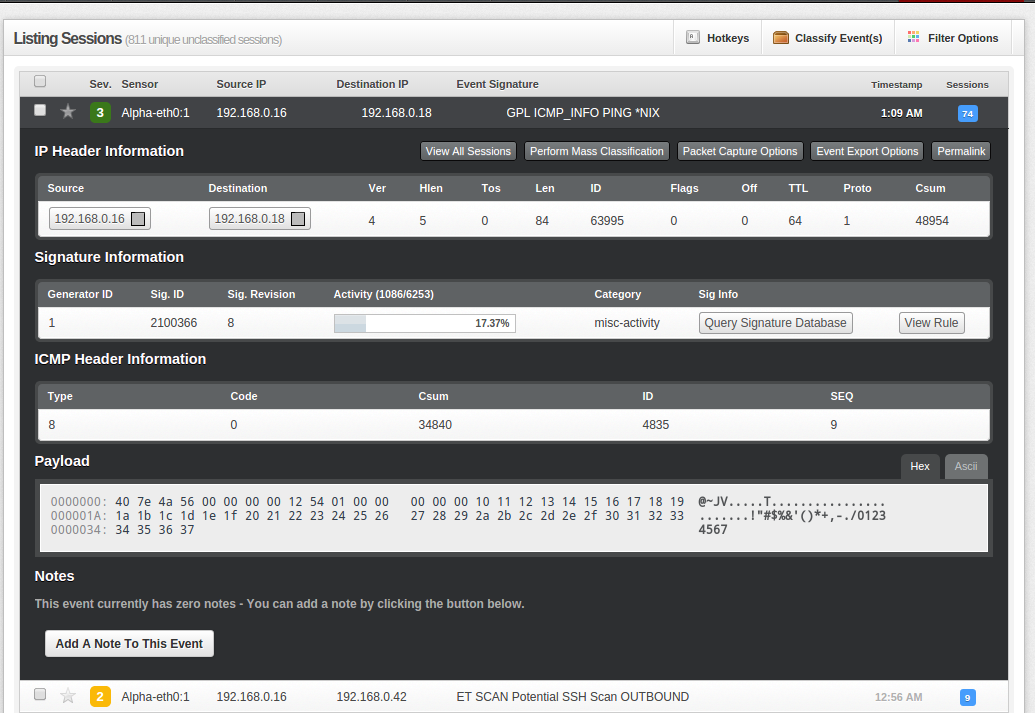 Listing Sessions (811 unique unclassified sessions) Hotkeys Classify Event(s) Filter Options
Sev. Sensor Source IP Destination IP Event Signature Timestamp Sessions
3 Alpha-eth0:1 192.168.0.16 192.168.0.18 GPL ICMP_INFO PING *NIX 1:09 AM 74
IP Header Information View All Sessions Perform Mass Classification Packet Capture Options Event Export Options Permalink
Source Destination Ver Hlen Tos Len ID Flags Off TTL Proto Csum
192.168.0.16 192.168.0.18 4 5 0 84 63995 0 0 64 1 48954
Signature Information
Generator ID Sig. ID Sig. Revision Activity (1086/6253) Category Sig Info
1 2100366 8 17.37% misc-activity Query Signature Database View Rule
ICMP Header Information
Type Code Csum ID SEQ
8 0 34840 4835 9
Payload Hex Ascii
0000000: 40 7e 4a 56 00 00 00 00 12 54 01 00 00 00 00 00 10 11 12 13 14 15 16 17 18 19 @~JV.....T................
000001A: 1a 1b 1c 1d 1e 1f 20 21 22 23 24 25 26 27 28 29 2a 2b 2c 2d 2e 2f 30 31 32 33 .......!"#$%&'()*+,-./0123
0000034: 34 35 36 37 4567
Notes
This event currently has zero notes - You can add a note by clicking the button below.
Add A Note To This Event
2 Alpha-eth0:1 192.168.0.16 192.168.0.42 ET SCAN Potential SSH Scan OUTBOUND 12:56 AM 9